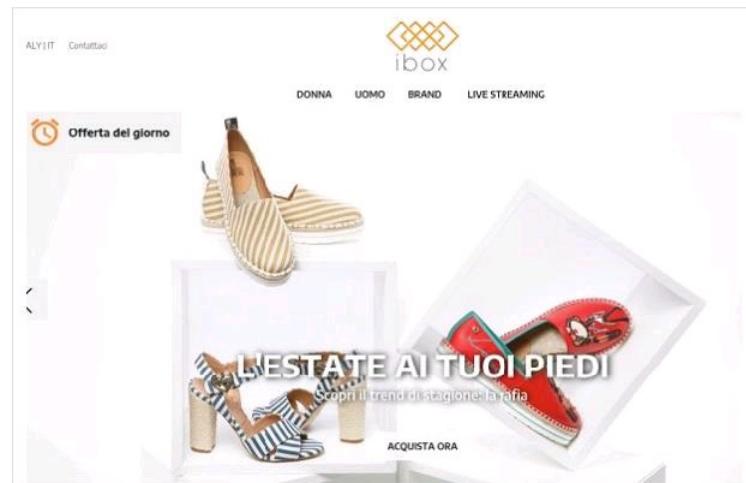 ALY | IT Contattaci
ibox
DONNA UOMO BRAND LIVE STREAMING
Offerta del giorno
L'ESTATE AI TUOI PIEDI
Scopri il trend di stagione: la rafia
ACQUISTA ORA